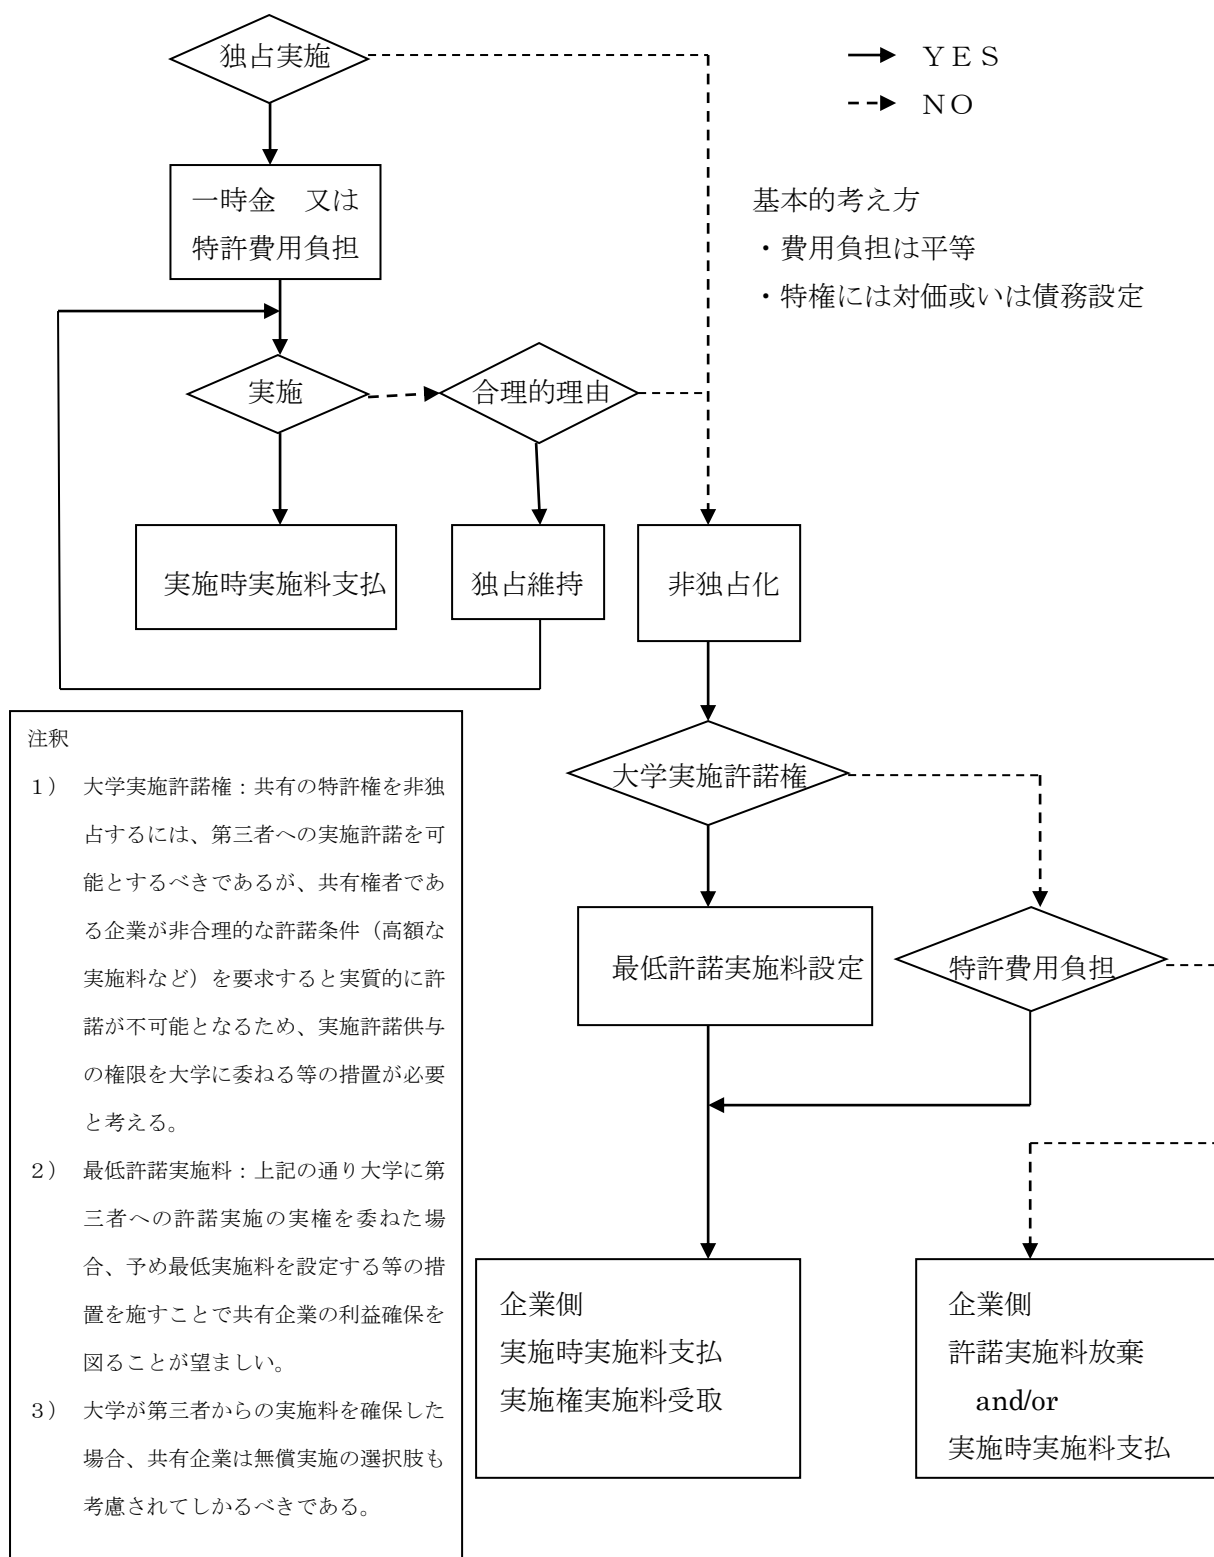 独占実施
ＹＥＳ
ＮＯ
一時金　又は
特許費用負担
基本的考え方
・費用負担は平等
・特権には対価或いは債務設定
実施
合理的理由
実施時実施料支払
独占維持
非独占化
大学実施許諾権
最低許諾実施料設定
特許費用負担
企業側
実施時実施料支払
実施権実施料受取
企業側
許諾実施料放棄
and/or
実施時実施料支払
注釈
１）　大学実施許諾権：共有の特許権を非独
占するには、第三者への実施許諾を可
能とするべきであるが、共有権者であ
る企業が非合理的な許諾条件（高額な
実施料など）を要求すると実質的に許
諾が不可能となるため、実施許諾供与
の権限を大学に委ねる等の措置が必要
と考える。
２）　最低許諾実施料：上記の通り大学に第
三者への許諾実施の実権を委ねた場
合、予め最低実施料を設定する等の措
置を施すことで共有企業の利益確保を
図ることが望ましい。
３）　大学が第三者からの実施料を確保した
場合、共有企業は無償実施の選択肢も
考慮されてしかるべきである。